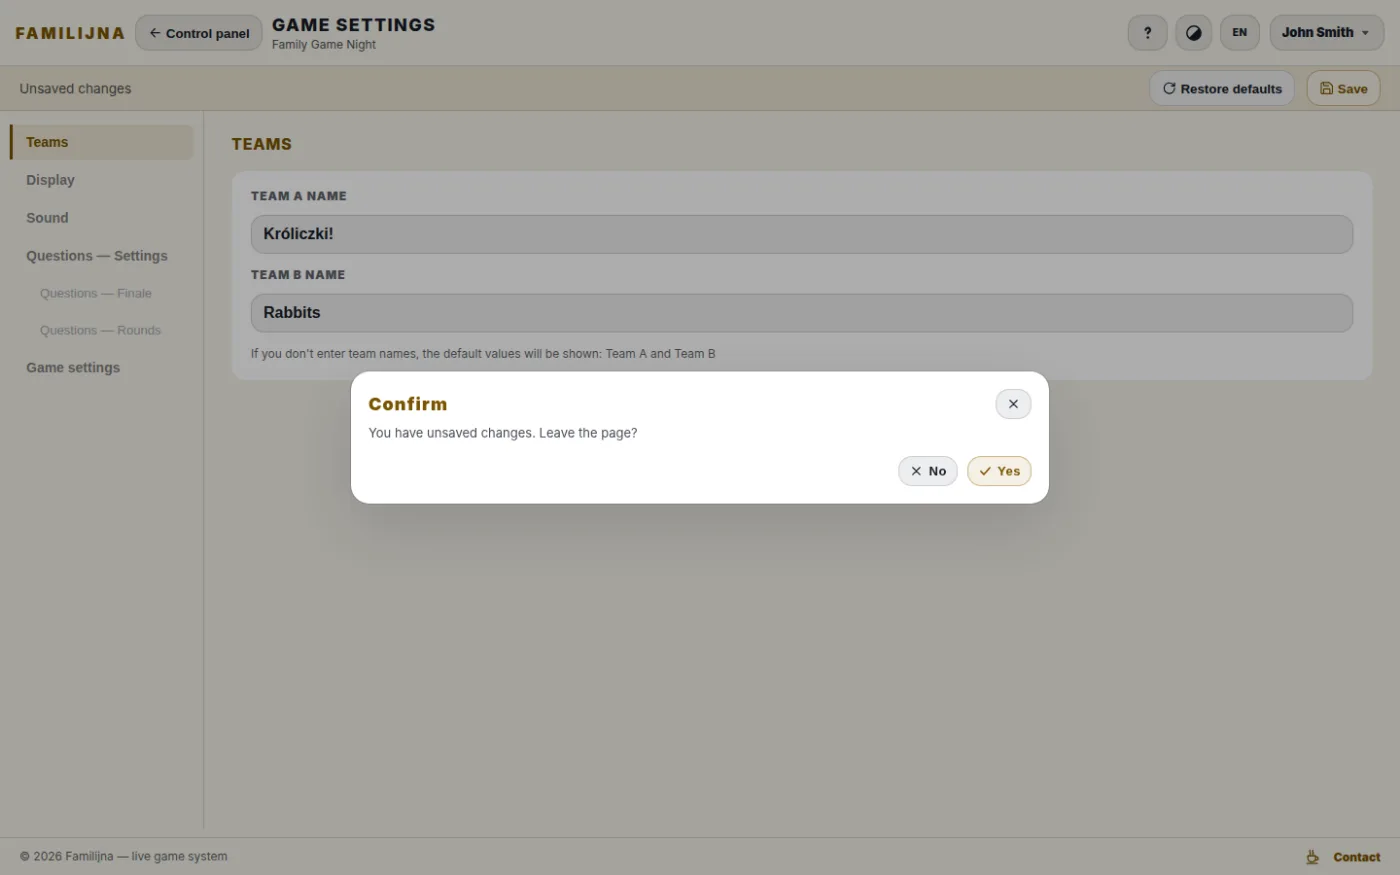 FAMILIJNA
← Control panel
GAME SETTINGS
Family Game Night
?
EN
John Smith
Unsaved changes
Restore defaults
Save
Teams
Display
Sound
Questions — Settings
Questions — Finale
Questions — Rounds
Game settings
TEAMS
TEAM A NAME
Króliczki!
TEAM B NAME
Rabbits
If you don't enter team names, the default values will be shown: Team A and Team B
Confirm
You have unsaved changes. Leave the page?
No
Yes
© 2026 Familijna — live game system
Contact